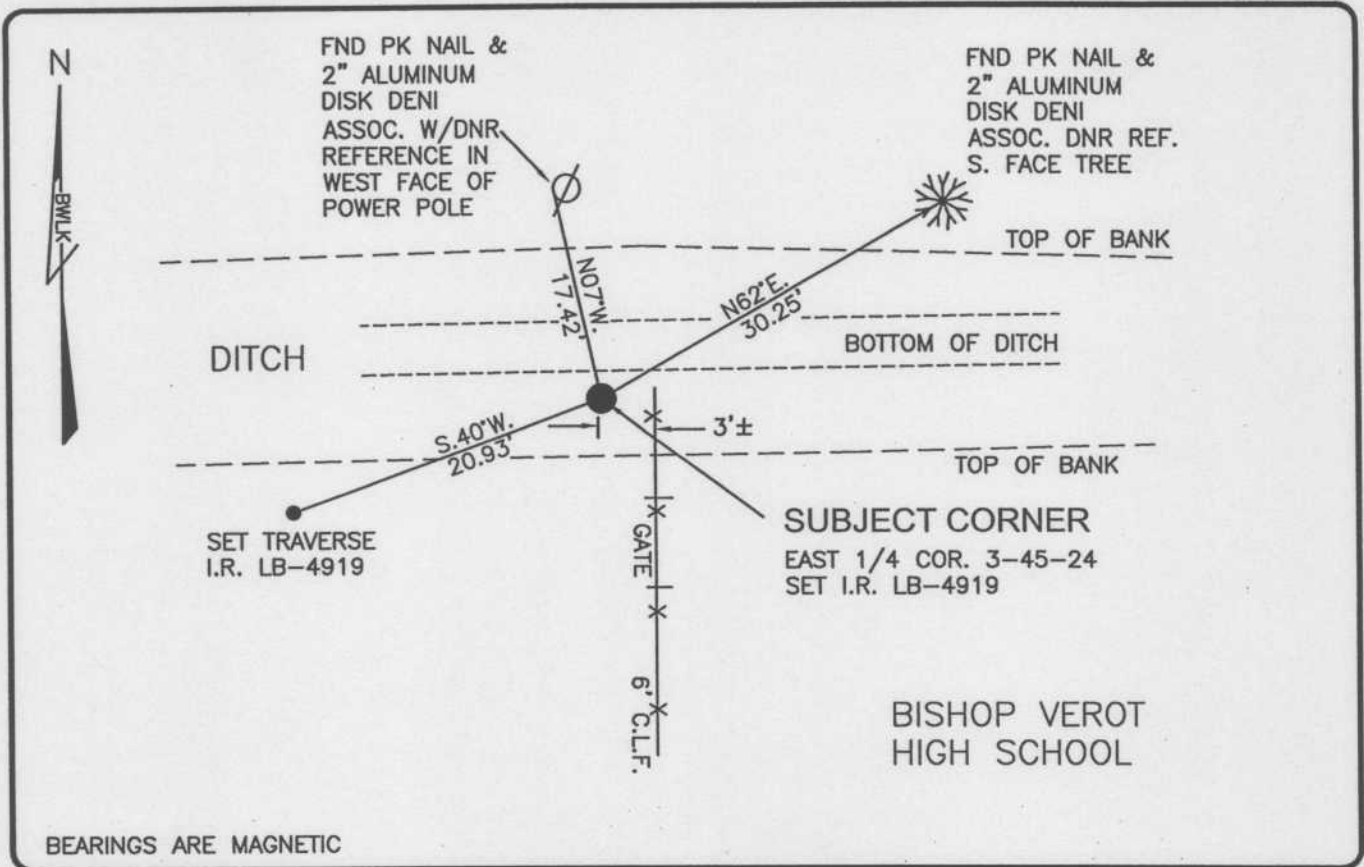 N
BWLK
FND PK NAIL &
2" ALUMINUM
DISK DENI
ASSOC. W/DNR
REFERENCE IN
WEST FACE OF
POWER POLE
FND PK NAIL &
2" ALUMINUM
DISK DENI
ASSOC. DNR REF.
S. FACE TREE
TOP OF BANK
N07°W.
17.42'
N62°E.
30.25'
DITCH
BOTTOM OF DITCH
S.40°W.
20.93'
3'±
TOP OF BANK
SET TRAVERSE
I.R. LB-4919
GATE
SUBJECT CORNER
EAST 1/4 COR. 3-45-24
SET I.R. LB-4919
6' C.L.F.
BISHOP VEROT
HIGH SCHOOL
BEARINGS ARE MAGNETIC